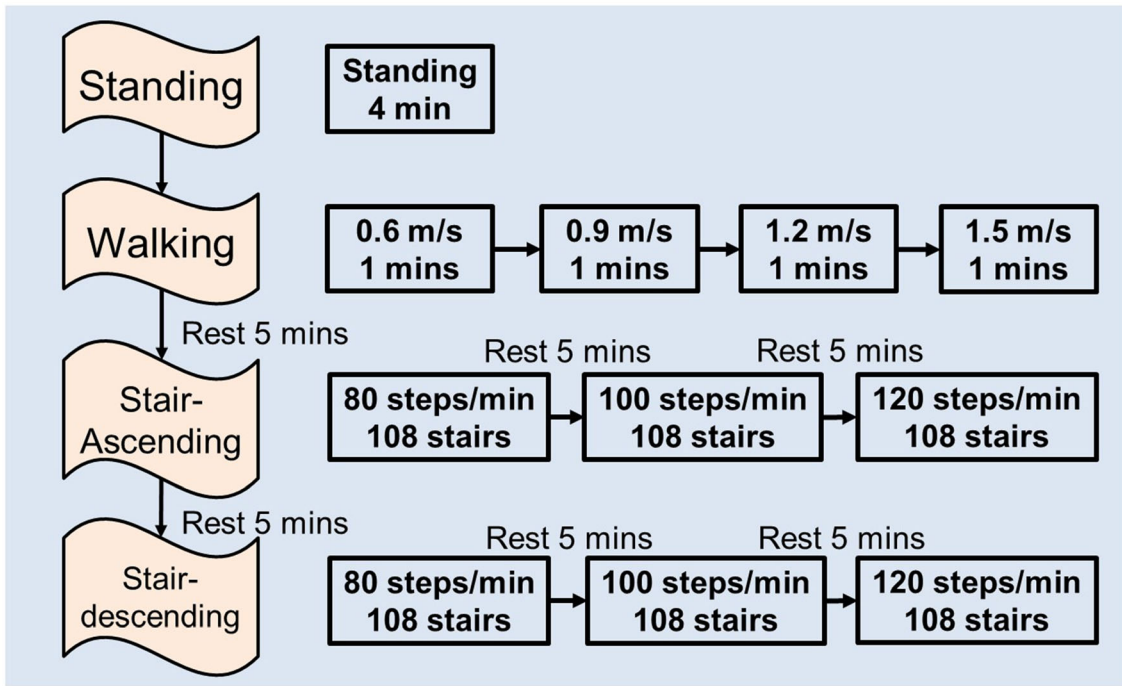 Standing
Standing
4 min
Walking
0.6 m/s
1 mins
0.9 m/s
1 mins
1.2 m/s
1 mins
1.5 m/s
1 mins
Rest 5 mins
Rest 5 mins
Rest 5 mins
Stair-
Ascending
80 steps/min
108 stairs
100 steps/min
108 stairs
120 steps/min
108 stairs
Rest 5 mins
Rest 5 mins
Rest 5 mins
Stair-
descending
80 steps/min
108 stairs
100 steps/min
108 stairs
120 steps/min
108 stairs